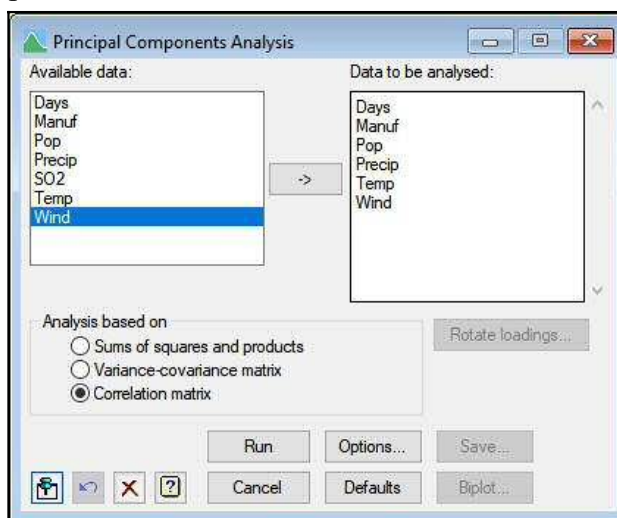 Principal Components Analysis
Available data:
Data to be analysed:
Days
Manuf
Pop
Precip
SO2
Temp
Wind
->
Days
Manuf
Pop
Precip
Temp
Wind
Analysis based on
Sums of squares and products
Variance-covariance matrix
Correlation matrix
Rotate loadings...
Run
Options...
Save...
Cancel
Defaults
Biplot...